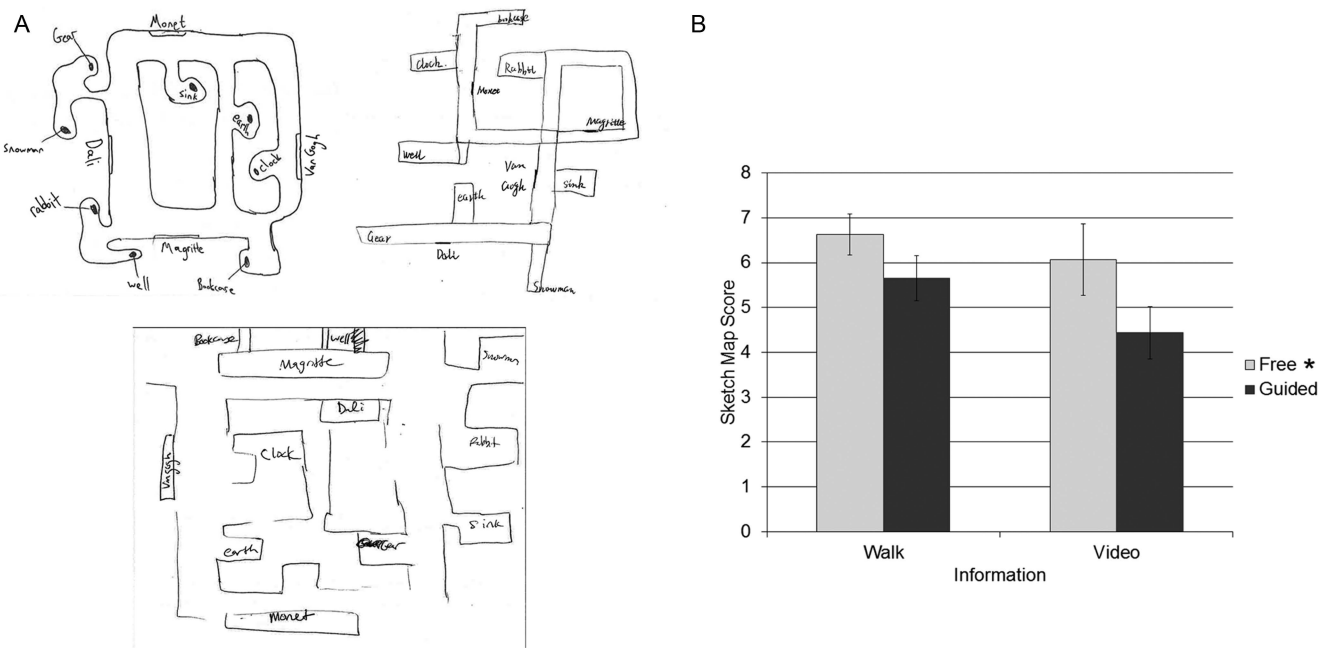 A
Gear
Monet
sink
earth
Snowman
Dali
clock
Van Gogh
rabbit
Magritte
well
Bookcase
bookcase
Clock.
Rabbit
Monet
Magritte
well
Van
Gogh
sink
earth
Gear
Dali
Snowman
Bookcase
well
Snowman
Magritte
Dali
Rabbit
Clock
Van Gogh
Sink
earth
Gear
Monet
B
8
7
6
5
4
3
2
1
0
Sketch Map Score
Walk
Video
Information
Free *
Guided